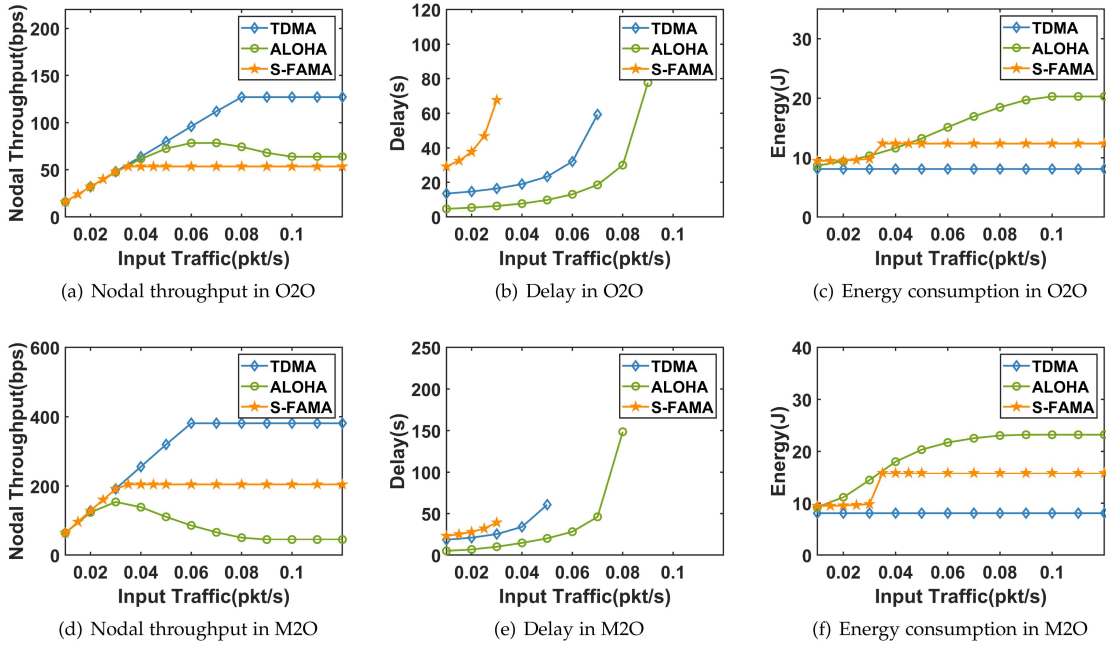 Nodal Throughput(bps)
200
150
100
50
0
0.02 0.04 0.06 0.08 0.1
Input Traffic(pkt/s)
TDMA
ALOHA
S-FAMA
(a) Nodal throughput in O2O
Delay(s)
120
100
80
60
40
20
0
0.02 0.04 0.06 0.08 0.1
Input Traffic(pkt/s)
TDMA
ALOHA
S-FAMA
(b) Delay in O2O
Energy(J)
30
20
10
0
0.02 0.04 0.06 0.08 0.1
Input Traffic(pkt/s)
TDMA
ALOHA
S-FAMA
(c) Energy consumption in O2O
Nodal Throughput(bps)
600
400
200
0
0.02 0.04 0.06 0.08 0.1
Input Traffic(pkt/s)
TDMA
ALOHA
S-FAMA
(d) Nodal throughput in M2O
Delay(s)
250
200
150
100
50
0
0.02 0.04 0.06 0.08 0.1
Input Traffic(pkt/s)
TDMA
ALOHA
S-FAMA
(e) Delay in M2O
Energy(J)
40
30
20
10
0
0.02 0.04 0.06 0.08 0.1
Input Traffic(pkt/s)
TDMA
ALOHA
S-FAMA
(f) Energy consumption in M2O